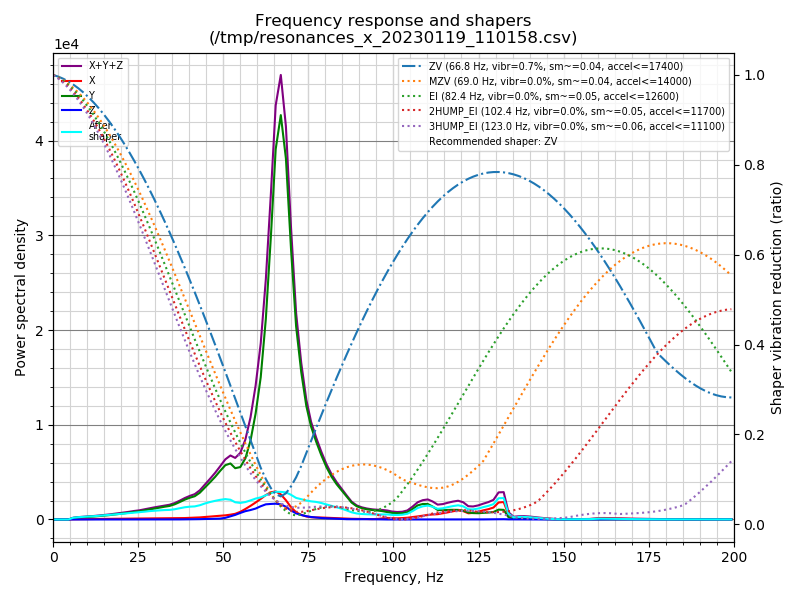 Frequency response and shapers
(/tmp/resonances_x_20230119_110158.csv)
1e4
X+Y+Z
X
Y
Z
After
shaper
ZV (66.8 Hz, vibr=0.7%, sm~=0.04, accel<=17400)
MZV (69.0 Hz, vibr=0.0%, sm~=0.04, accel<=14000)
EI (82.4 Hz, vibr=0.0%, sm~=0.05, accel<=12600)
2HUMP_EI (102.4 Hz, vibr=0.0%, sm~=0.05, accel<=11700)
3HUMP_EI (123.0 Hz, vibr=0.0%, sm~=0.06, accel<=11100)
Recommended shaper: ZV
4
3
2
1
0
Power spectral density
1.0
0.8
0.6
0.4
0.2
0.0
Shaper vibration reduction (ratio)
0 25 50 75 100 125 150 175 200
Frequency, Hz